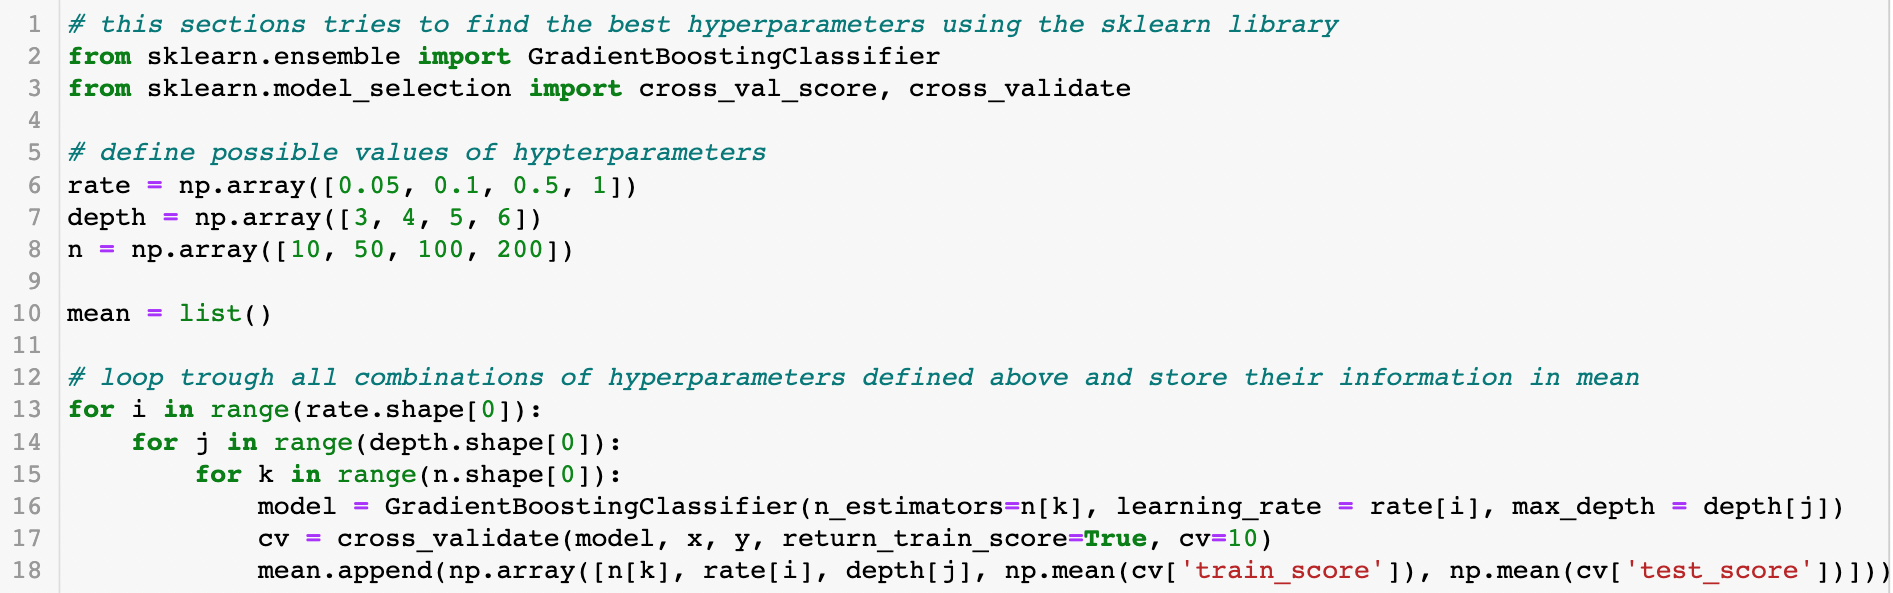 1 # this sections tries to find the best hyperparameters using the sklearn library
2 from sklearn.ensemble import GradientBoostingClassifier
3 from sklearn.model_selection import cross_val_score, cross_validate
4
5 # define possible values of hypterparameters
6 rate = np.array([0.05, 0.1, 0.5, 1])
7 depth = np.array([3, 4, 5, 6])
8 n = np.array([10, 50, 100, 200])
9
10 mean = list()
11
12 # loop trough all combinations of hyperparameters defined above and store their information in mean
13 for i in range(rate.shape[0]):
14     for j in range(depth.shape[0]):
15         for k in range(n.shape[0]):
16             model = GradientBoostingClassifier(n_estimators=n[k], learning_rate = rate[i], max_depth = depth[j])
17             cv = cross_validate(model, x, y, return_train_score=True, cv=10)
18             mean.append(np.array([n[k], rate[i], depth[j], np.mean(cv['train_score']), np.mean(cv['test_score'])]))